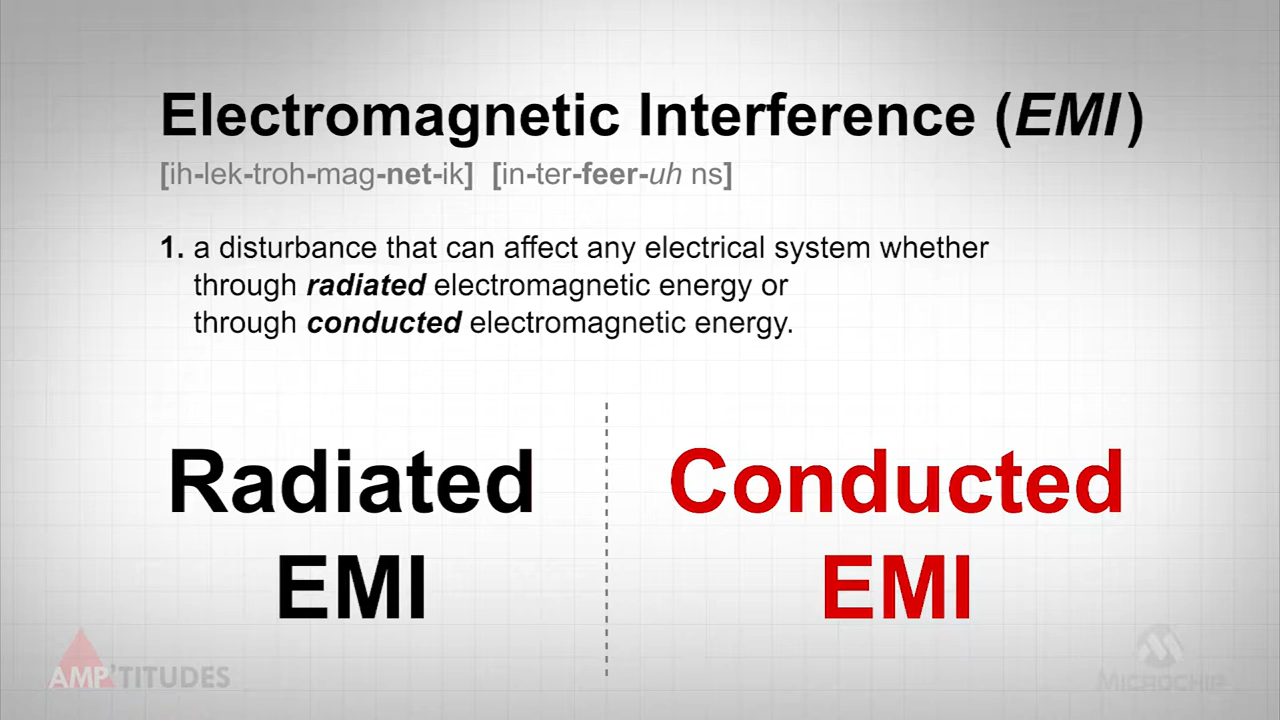 Electromagnetic Interference (EMI)
[ih-lek-troh-mag-net-ik] [in-ter-feer-uh ns]
1. a disturbance that can affect any electrical system whether
through radiated electromagnetic energy or
through conducted electromagnetic energy.
Radiated
EMI
Conducted
EMI
AMP'TITUDES
MICROCHIP